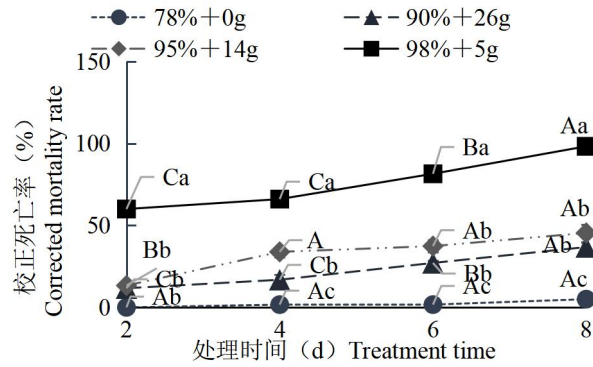 78%＋0g 90%＋26g
95%＋14g 98%＋5g
校正死亡率（%）
Corrected mortality rate
150
100
50
0
Ca Ca Ba Aa
Bb A Ab Ab
Cb Cb Bb Ab
Ab Ac Ac Ac
2 4 6 8
处理时间（d）Treatment time